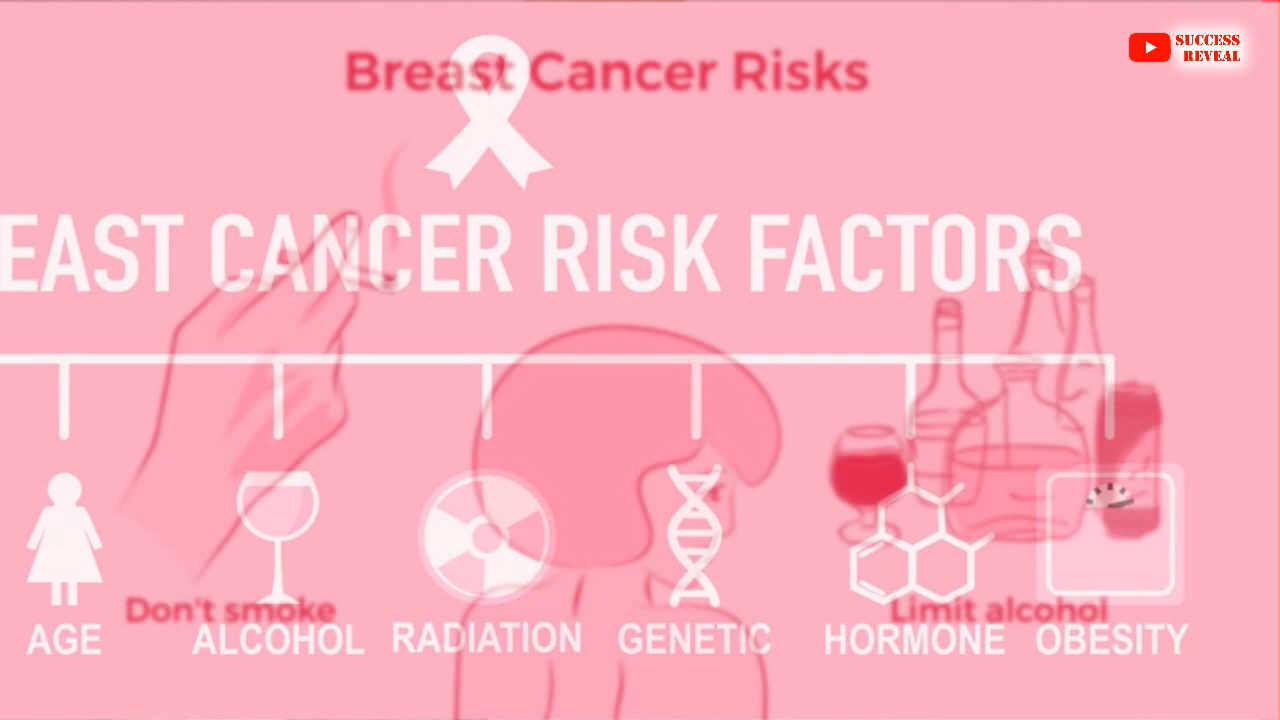 SUCCESS
REVEAL
Breast Cancer Risks
EAST CANCER RISK FACTORS
Don't smoke
Limit alcohol
AGE
ALCOHOL
RADIATION
GENETIC
HORMONE
OBESITY